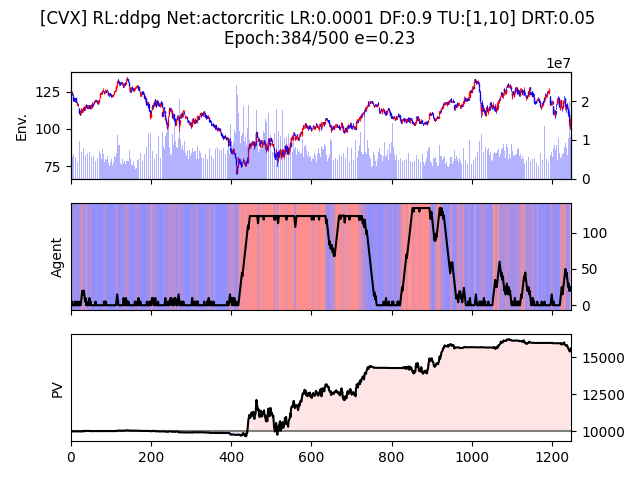 [CVX] RL:ddpg Net:actorcritic LR:0.0001 DF:0.9 TU:[1,10] DRT:0.05
Epoch:384/500 e=0.23
1e7
125
100
75
Env.
2
1
0
Agent
100
50
0
PV
15000
12500
10000
0 200 400 600 800 1000 1200